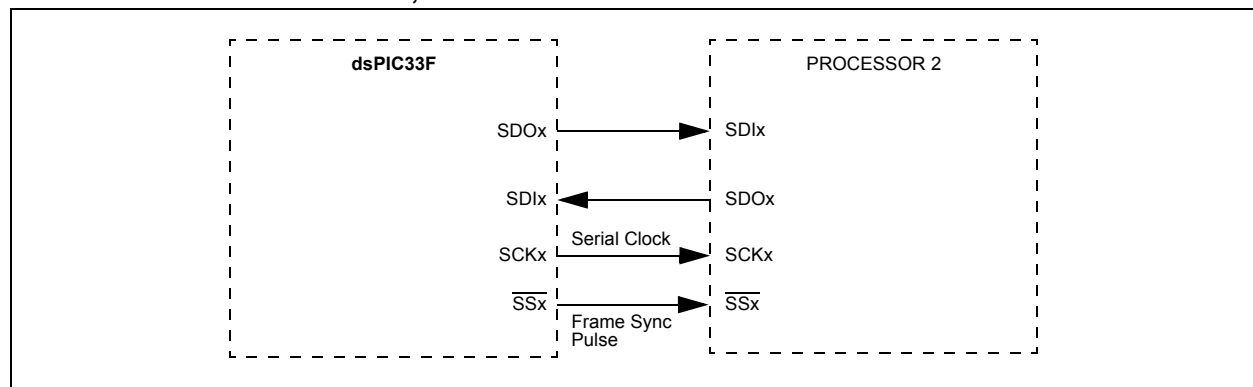 dsPIC33F
PROCESSOR 2
SDOx
SDIx
SDIx
SDOx
Serial Clock
SCKx
SCKx
SSx
SSx
Frame Sync
Pulse